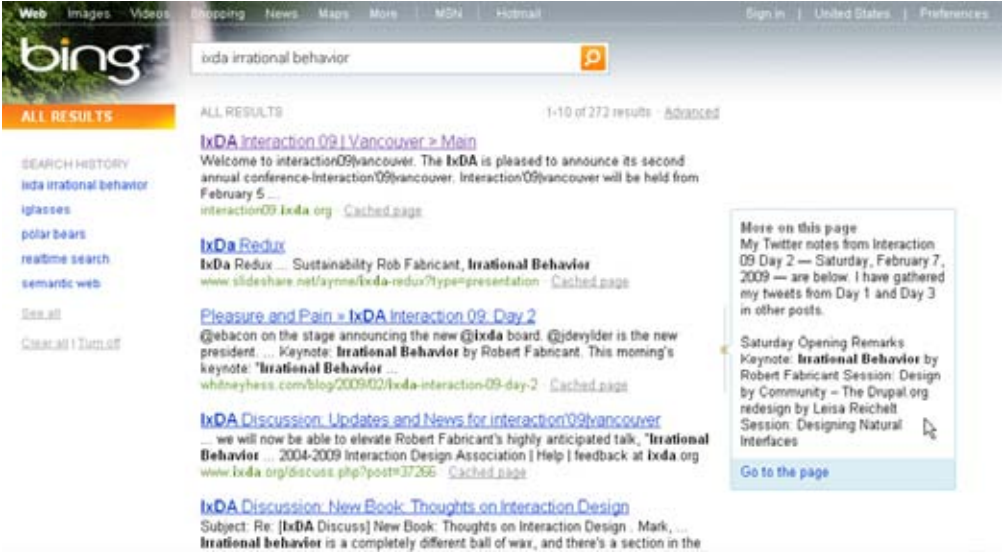 Web Images Videos Shopping News Maps More | MSN | Hotmail
Sign in | United States | Preferences
bing
ixda irrational behavior
ALL RESULTS
SEARCH HISTORY
ixda irrational behavior
iglasses
polar bears
realtime search
semantic web
See all
Clear all | Turn off
ALL RESULTS
1-10 of 272 results · Advanced
IxDA Interaction 09 | Vancouver > Main
Welcome to interaction09|vancouver. The IxDA is pleased to announce its second
annual conference-Interaction'09|vancouver. Interaction'09|vancouver will be held from
February 5 ...
interaction09.ixda.org · Cached page
IxDa Redux
IxDa Redux ... Sustainability Rob Fabricant, Irrational Behavior
www.slideshare.net/aynne/ixda-redux?type=presentation · Cached page
Pleasure and Pain » IxDA Interaction 09: Day 2
@ebacon on the stage announcing the new @ixda board. @jdevylder is the new
president. ... Keynote: Irrational Behavior by Robert Fabricant. This morning's
keynote: "Irrational Behavior ...
whitneyhess.com/blog/2009/02/ixda-interaction-09-day-2 · Cached page
IxDA Discussion: Updates and News for interaction'09|vancouver
... we will now be able to elevate Robert Fabricant's highly anticipated talk, "Irrational
Behavior ... 2004-2009 Interaction Design Association | Help | feedback at ixda org
www.ixda.org/discuss.php?post=37266 · Cached page
IxDA Discussion: New Book: Thoughts on Interaction Design
Subject: Re: [IxDA Discuss] New Book: Thoughts on Interaction Design . Mark, ...
Irrational behavior is a completely different ball of wax, and there's a section in the
More on this page
My Twitter notes from Interaction
09 Day 2 — Saturday, February 7,
2009 — are below. I have gathered
my tweets from Day 1 and Day 3
in other posts.
Saturday Opening Remarks
Keynote: Irrational Behavior by
Robert Fabricant Session: Design
by Community – The Drupal.org
redesign by Leisa Reichelt
Session: Designing Natural
Interfaces
Go to the page